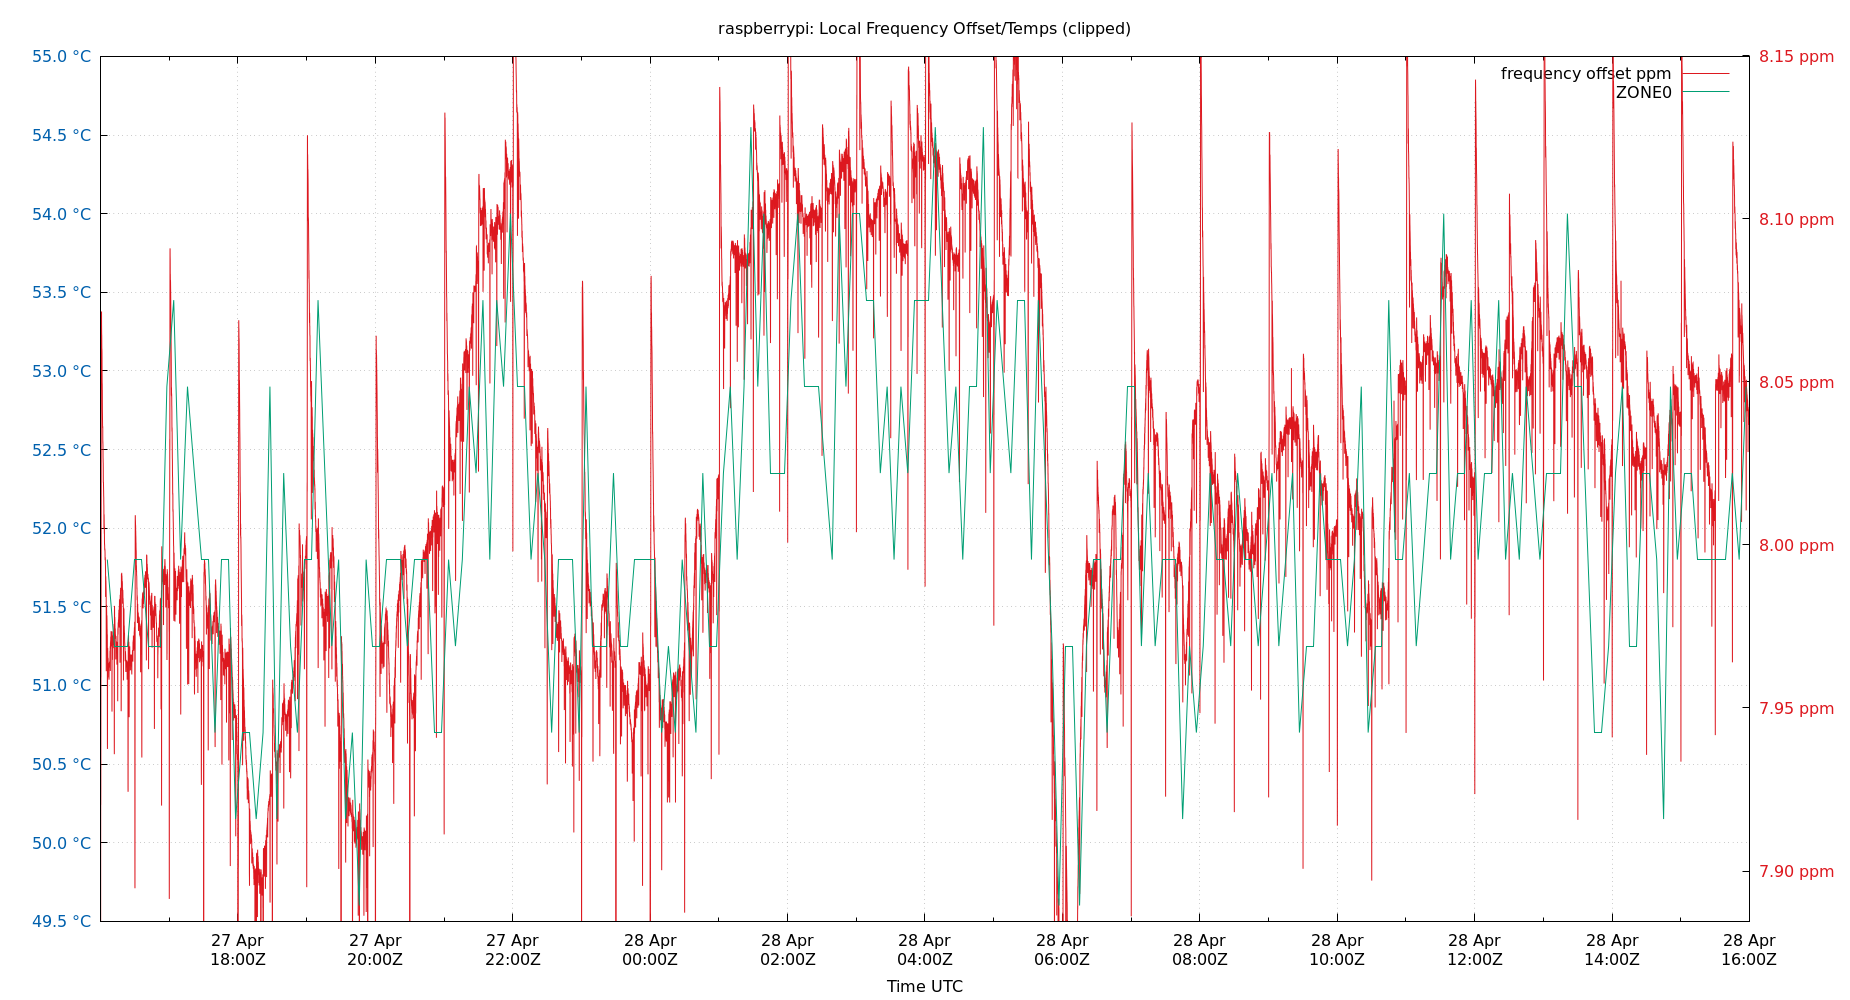 raspberrypi: Local Frequency Offset/Temps (clipped)
55.0 °C
54.5 °C
54.0 °C
53.5 °C
53.0 °C
52.5 °C
52.0 °C
51.5 °C
51.0 °C
50.5 °C
50.0 °C
49.5 °C
8.15 ppm
8.10 ppm
8.05 ppm
8.00 ppm
7.95 ppm
7.90 ppm
frequency offset ppm
ZONE0
27 Apr
18:00Z
27 Apr
20:00Z
27 Apr
22:00Z
28 Apr
00:00Z
28 Apr
02:00Z
28 Apr
04:00Z
28 Apr
06:00Z
28 Apr
08:00Z
28 Apr
10:00Z
28 Apr
12:00Z
28 Apr
14:00Z
28 Apr
16:00Z
Time UTC